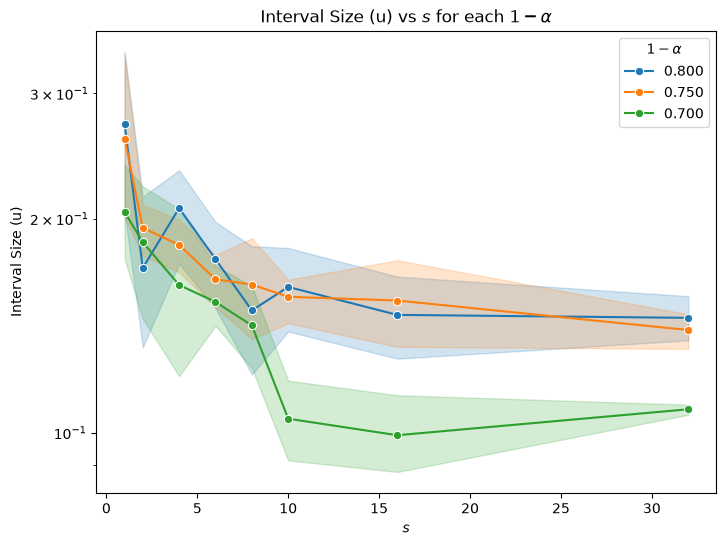 Interval Size (u) vs s for each 1 − α
1 − α
0.800
0.750
0.700
3 × 10⁻¹
2 × 10⁻¹
10⁻¹
Interval Size (u)
0 5 10 15 20 25 30
s